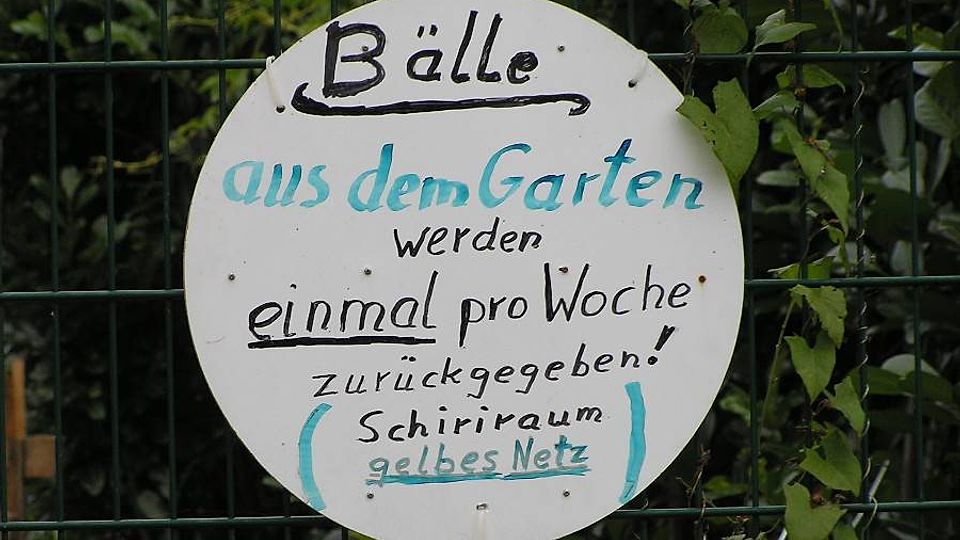 Bälle
aus dem Garten
werden
einmal pro Woche
zurückgegeben!
(Schiriraum
gelbes Netz)